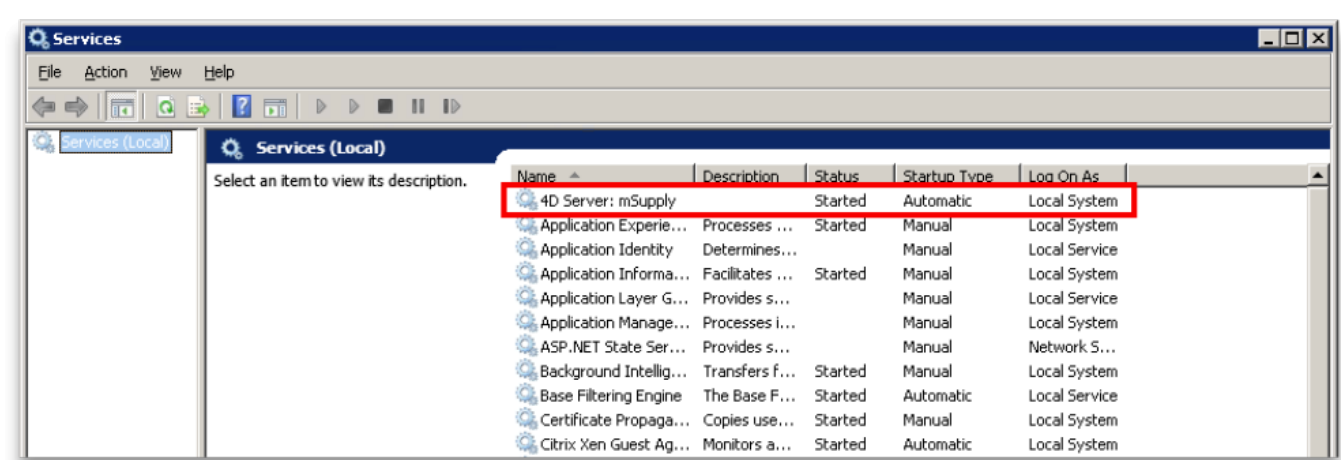 Services
File Action View Help
Services (Local)
Services (Local)
Select an item to view its description.
Name Description Status Startup Type Log On As
4D Server: mSupply Started Automatic Local System
Application Experie... Processes ... Started Manual Local System
Application Identity Determines... Manual Local Service
Application Informa... Facilitates ... Started Manual Local System
Application Layer G... Provides s... Manual Local Service
Application Manage... Processes i... Manual Local System
ASP.NET State Ser... Provides s... Manual Network S...
Background Intellig... Transfers f... Started Manual Local System
Base Filtering Engine The Base F... Started Automatic Local Service
Certificate Propaga... Copies use... Started Manual Local System
Citrix Xen Guest Ag... Monitors a... Started Automatic Local System